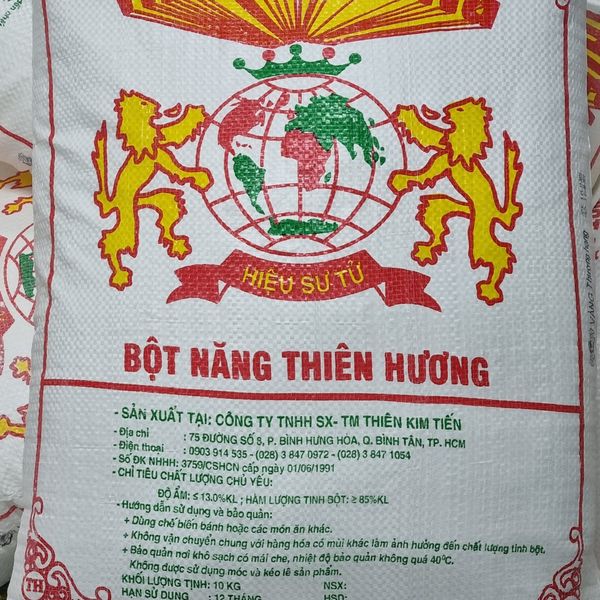 HIỆU SƯ TỬ
BỘT NĂNG THIÊN HƯƠNG
- SẢN XUẤT TẠI: CÔNG TY TNHH SX- TM THIÊN KIM TIẾN
- Địa chỉ : 75 ĐƯỜNG SỐ 8, P. BÌNH HƯNG HÒA, Q. BÌNH TÂN, TP. HCM
- Điện thoại : 0903 914 535 - (028) 3 847 0972 - (028) 3 847 1054
- Số ĐK NHHH: 3759/CSHCN cấp ngày 01/06/1991
- CHỈ TIÊU CHẤT LƯỢNG CHỦ YẾU:
ĐỘ ẨM: ≤ 13.0%KL ; HÀM LƯỢNG TINH BỘT: ≥ 85%KL
- Hướng dẫn sử dụng và bảo quản:
+ Dùng chế biến bánh hoặc các món ăn khác.
+ Không vận chuyển chung với hàng hóa có mùi khác làm ảnh hưởng đến chất lượng tinh bột.
+ Bảo quản nơi khô sạch có mái che, nhiệt độ bảo quản không quá 40°C.
Không được sử dụng móc và kéo lê sản phẩm.
KHỐI LƯỢNG TỊNH: 10 KG NSX:
HẠN SỬ DỤNG : 12 THÁNG HSD:
TH